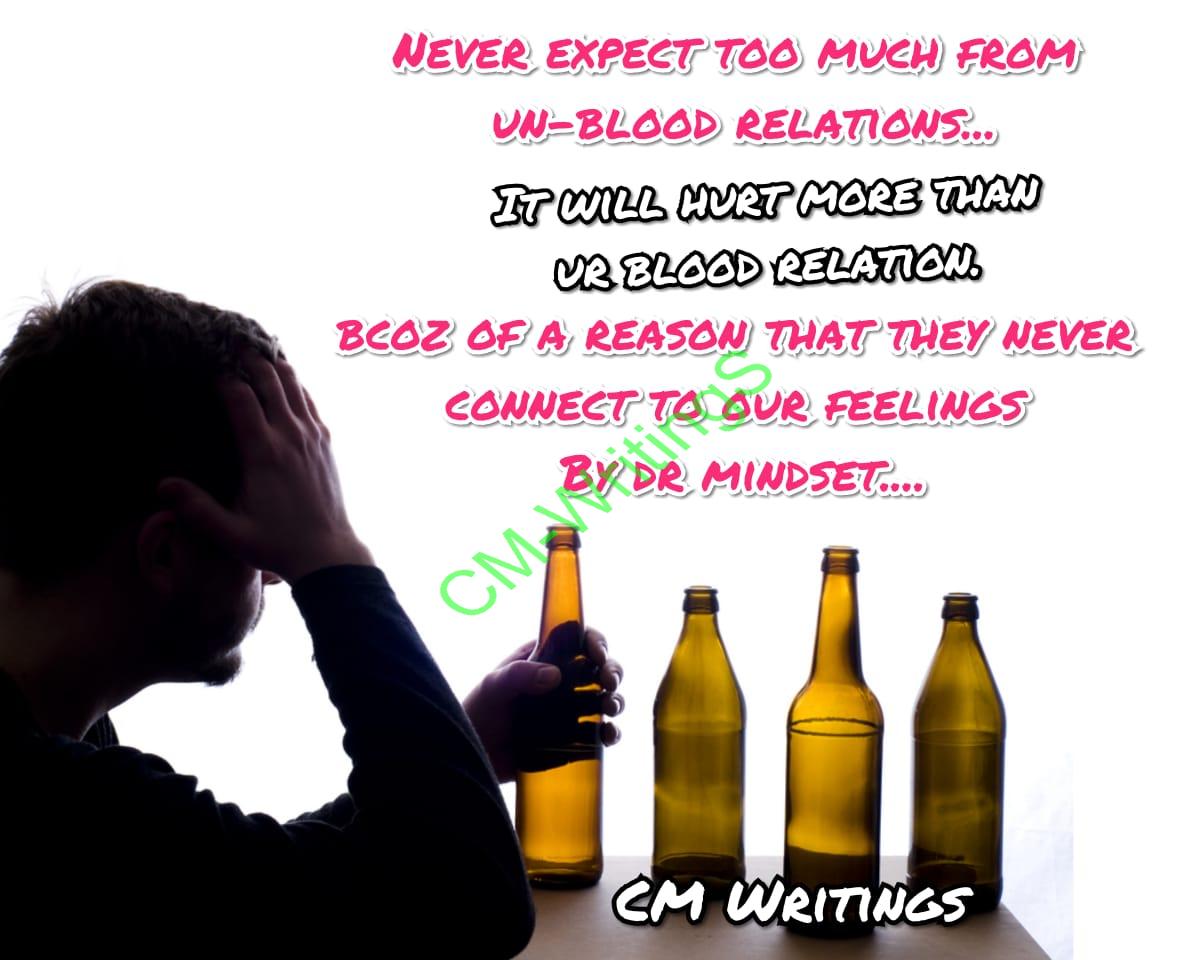 Never expect too much from
un-blood relations...
It will hurt more than
ur blood relation.
bcoz of a reason that they never
connect to our feelings
By dr mindset....
CM-WritingS
CM Writings